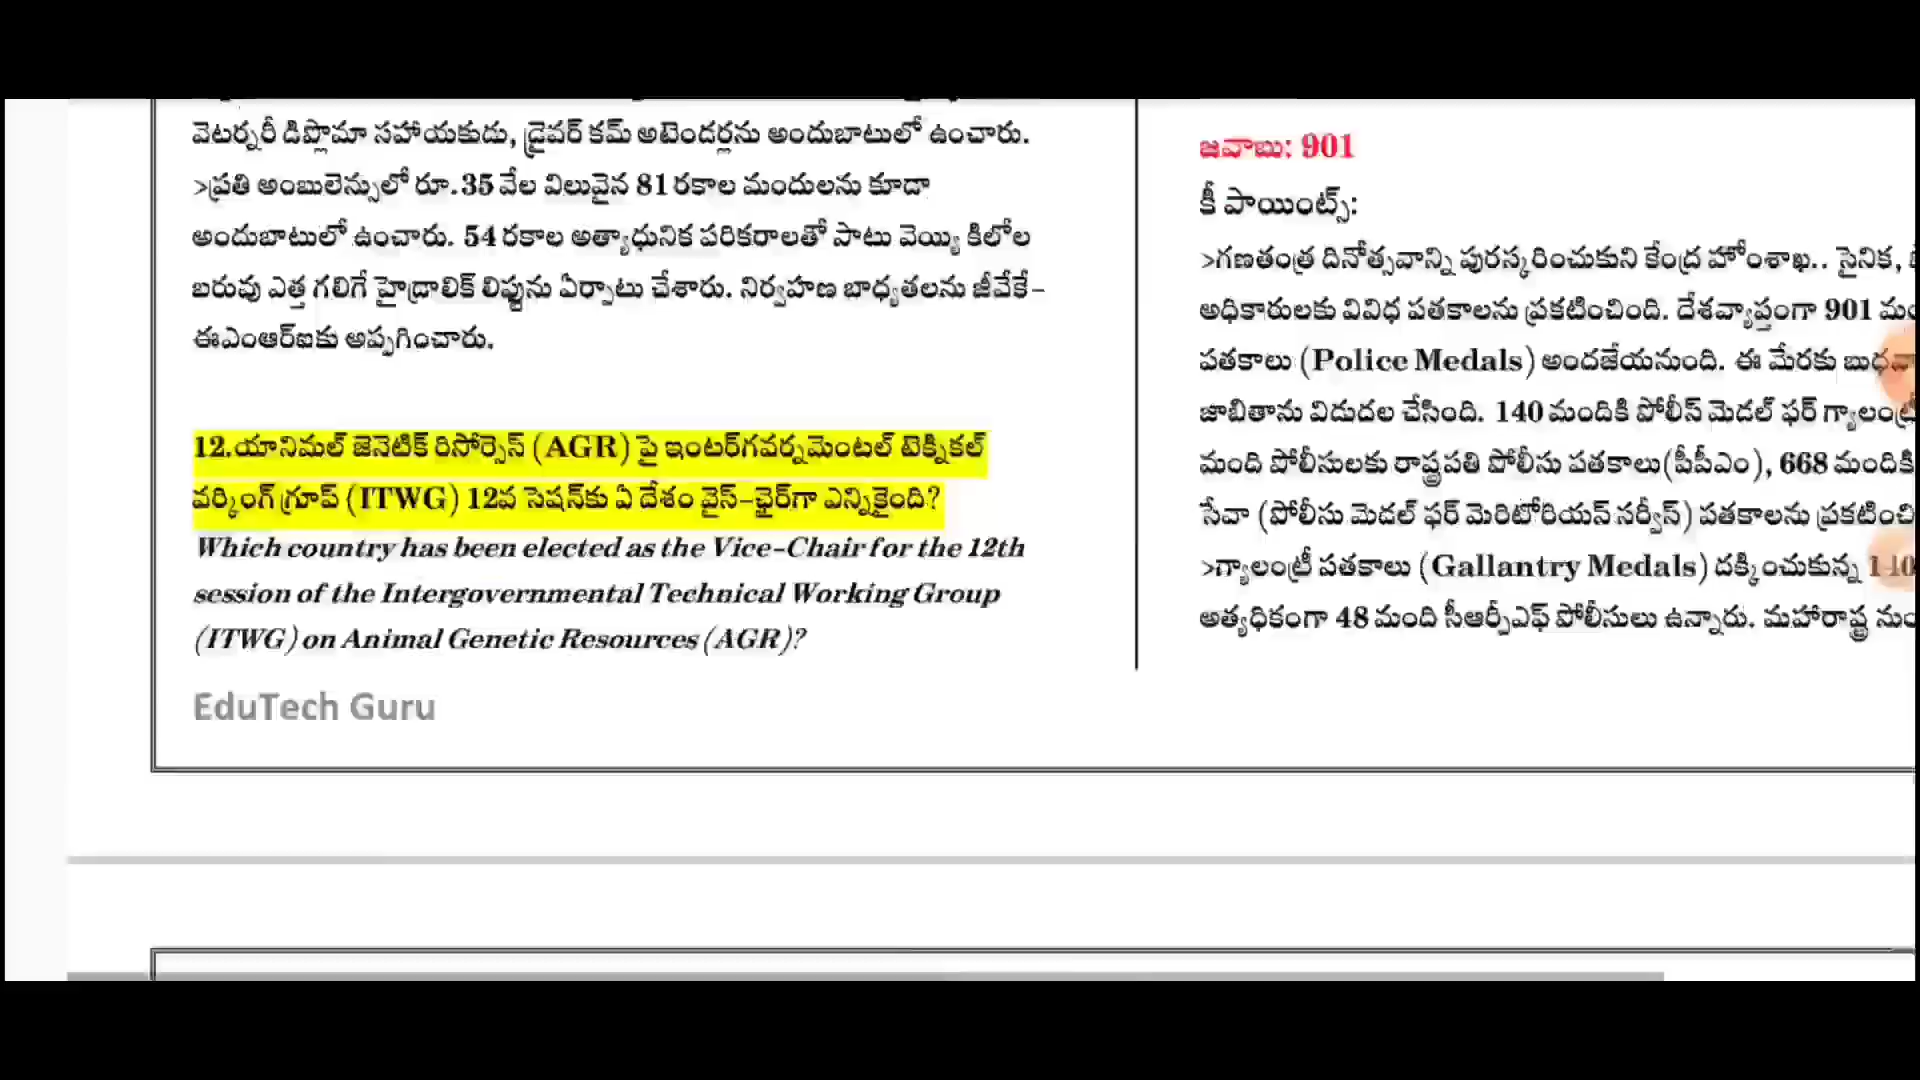 వెటర్నరీ డిప్లొమా సహాయకుడు, డ్రైవర్ కమ్ అటెండర్లను అందుబాటులో ఉంచారు.
>ప్రతి అంబులెన్సులో రూ.35 వేల విలువైన 81 రకాల మందులను కూడా
అందుబాటులో ఉంచారు. 54 రకాల అత్యాధునిక పరికరాలతో పాటు వెయ్యి కిలోల
బరువు ఎత్త గలిగే హైడ్రాలిక్ లిఫ్టును ఏర్పాటు చేశారు. నిర్వహణ బాధ్యతలను జీవేకే-
ఈఎంఆర్ఐకు అప్పగించారు.
12.యానిమల్ జెనెటిక్ రిసోర్సెస్ (AGR) పై ఇంటర్‌గవర్నమెంటల్ టెక్నికల్
వర్కింగ్ గ్రూప్ (ITWG) 12వ సెషన్‌కు ఏ దేశం వైస్-ఛైర్‌గా ఎన్నికైంది?
Which country has been elected as the Vice-Chair for the 12th
session of the Intergovernmental Technical Working Group
(ITWG) on Animal Genetic Resources (AGR)?
EduTech Guru
జవాబు: 901
కీ పాయింట్స్:
>గణతంత్ర దినోత్సవాన్ని పురస్కరించుకుని కేంద్ర హోంశాఖ.. సైనిక,
అధికారులకు వివిధ పతకాలను ప్రకటించింది. దేశవ్యాప్తంగా 901
పతకాలు (Police Medals) అందజేయనుంది. ఈ మేరకు
జాబితాను విడుదల చేసింది. 140 మందికి పోలీస్ మెడల్ ఫర్ గ్యాలంట్రీ
మంది పోలీసులకు రాష్ట్రపతి పోలీసు పతకాలు(పీపీఎం), 668 మందికి
సేవా (పోలీసు మెడల్ ఫర్ మెరిటోరియస్ సర్వీస్) పతకాలను
>గ్యాలంట్రీ పతకాలు (Gallantry Medals) దక్కించుకున్న 140
అత్యధికంగా 48 మంది సీఆర్పీఎఫ్ పోలీసులు ఉన్నారు. మహారాష్ట్ర